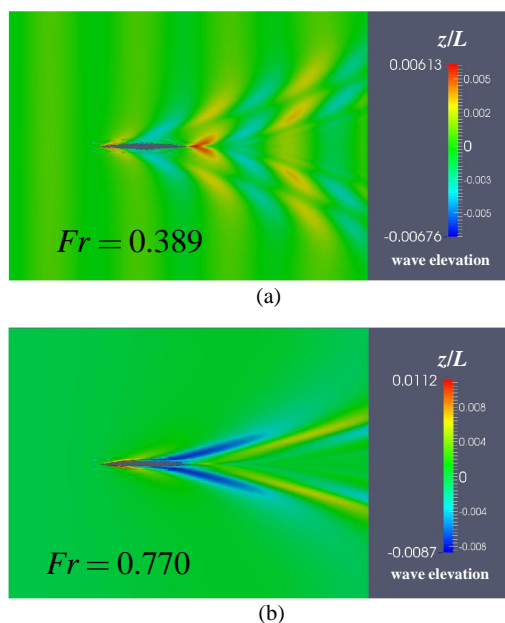 z/L
0.00613
0.005
0.002
0
-0.003
-0.005
-0.00676
wave elevation
Fr = 0.389
(a)
z/L
0.0112
0.008
0.004
0
-0.004
-0.008
-0.0087
wave elevation
Fr = 0.770
(b)